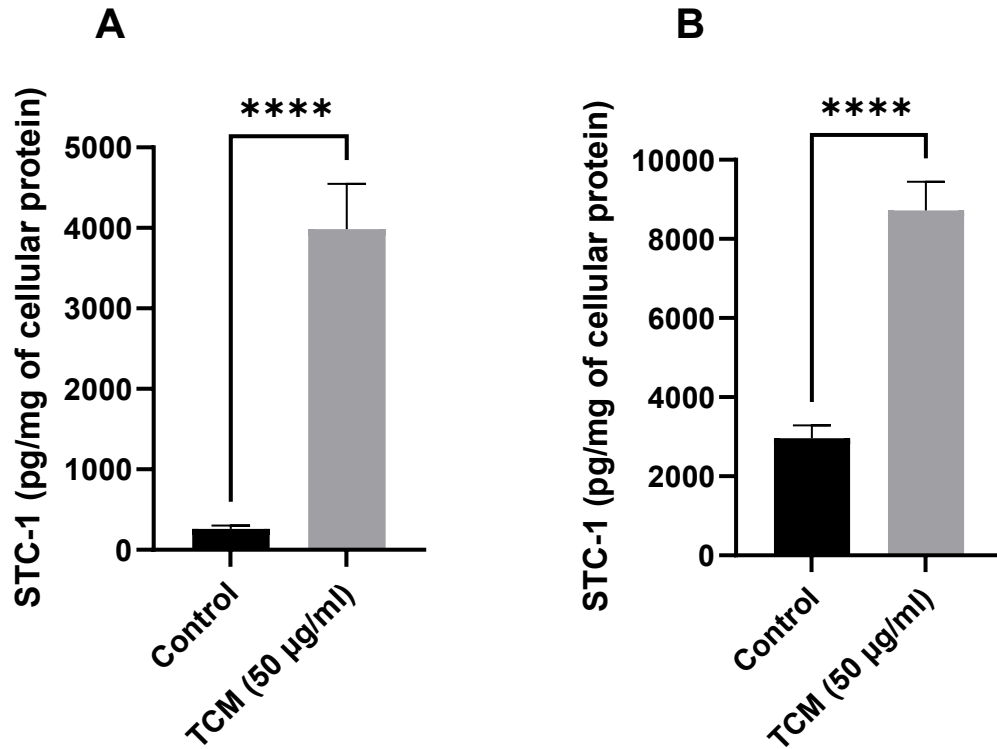 A
STC-1 (pg/mg of cellular protein)
****
5000
4000
3000
2000
1000
0
Control
TCM (50 µg/ml)
B
STC-1 (pg/mg of cellular protein)
****
10000
8000
6000
4000
2000
0
Control
TCM (50 µg/ml)